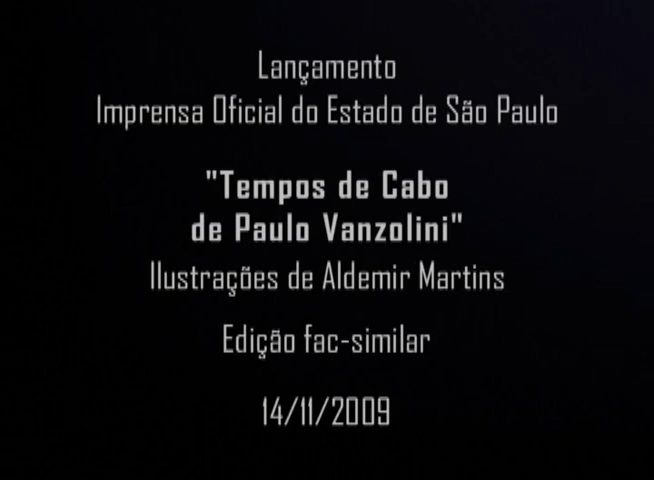 Lançamento
Imprensa Oficial do Estado de São Paulo
"Tempos de Cabo
de Paulo Vanzolini"
Ilustrações de Aldemir Martins
Edição fac-similar
14/11/2009